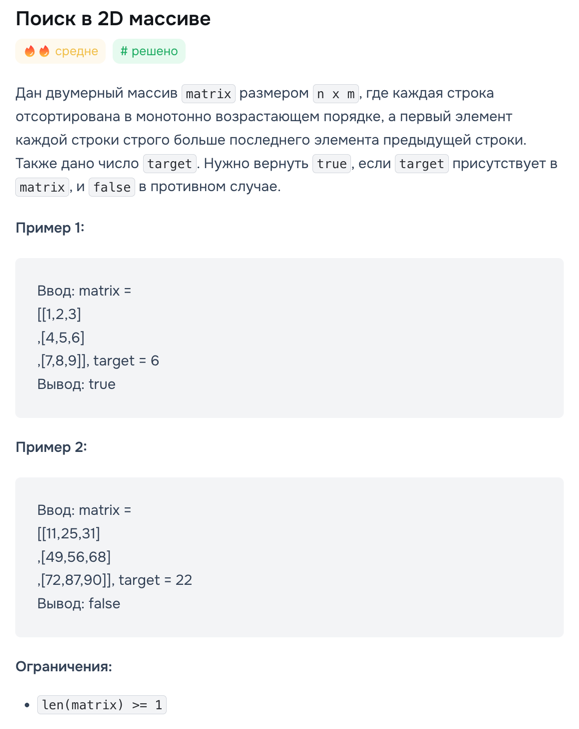 Поиск в 2D массиве
🔥🔥 средне # решено
Дан двумерный массив matrix размером n x m, где каждая строка
отсортирована в монотонно возрастающем порядке, а первый элемент
каждой строки строго больше последнего элемента предыдущей строки.
Также дано число target. Нужно вернуть true, если target присутствует в
matrix, и false в противном случае.
Пример 1:
Ввод: matrix =
[[1,2,3]
,[4,5,6]
,[7,8,9]], target = 6
Вывод: true
Пример 2:
Ввод: matrix =
[[11,25,31]
,[49,56,68]
,[72,87,90]], target = 22
Вывод: false
Ограничения:
• len(matrix) >= 1